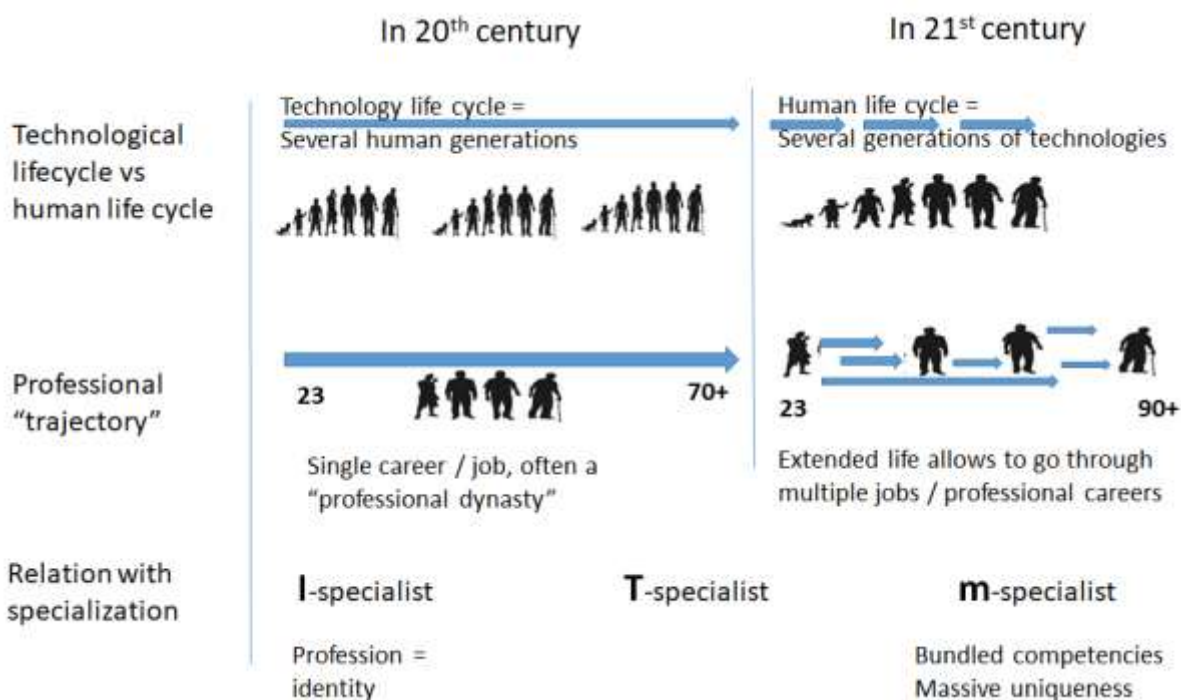 In 20th century
In 21st century
Technological
lifecycle vs
human life cycle
Technology life cycle =
Several human generations
Human life cycle =
Several generations of technologies
Professional
“trajectory”
23
70+
Single career / job, often a
“professional dynasty”
23
90+
Extended life allows to go through
multiple jobs / professional careers
Relation with
specialization
I-specialist
T-specialist
m-specialist
Profession =
identity
Bundled competencies
Massive uniqueness